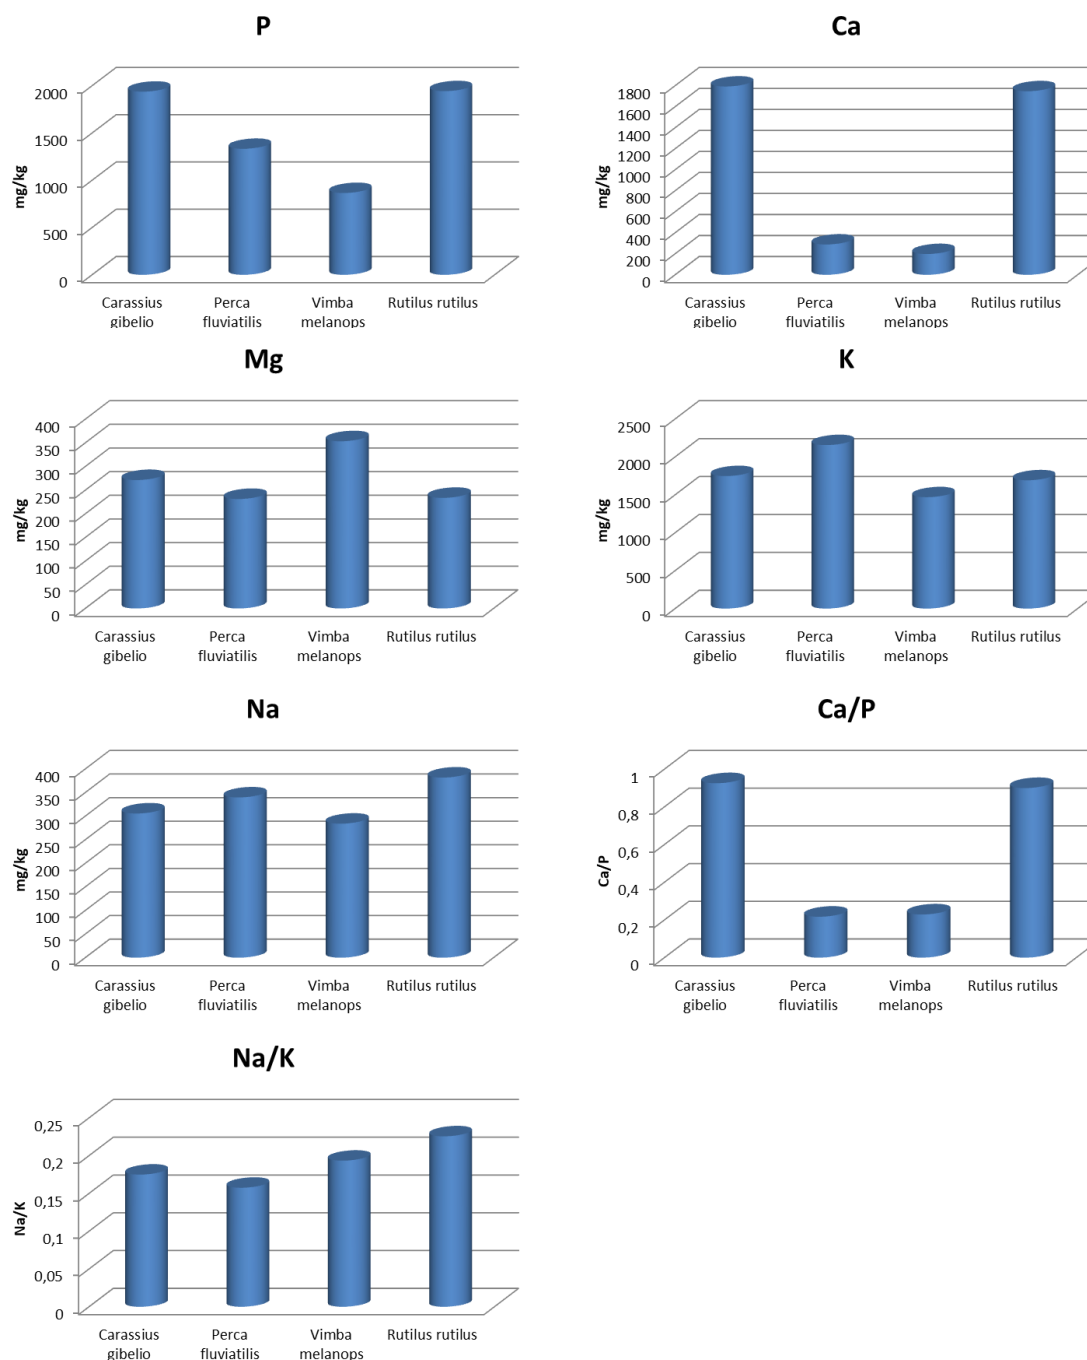 P
2000
1500
1000
500
0
mg/kg
Carassius
gibelio
Perca
fluviatilis
Vimba
melanops
Rutilus rutilus
Ca
1800
1600
1400
1200
1000
800
600
400
200
0
mg/kg
Carassius
gibelio
Perca
fluviatilis
Vimba
melanops
Rutilus rutilus
Mg
400
350
300
250
200
150
100
50
0
mg/kg
Carassius
gibelio
Perca
fluviatilis
Vimba
melanops
Rutilus rutilus
K
2500
2000
1500
1000
500
0
mg/kg
Carassius
gibelio
Perca
fluviatilis
Vimba
melanops
Rutilus rutilus
Na
400
350
300
250
200
150
100
50
0
mg/kg
Carassius
gibelio
Perca
fluviatilis
Vimba
melanops
Rutilus rutilus
Ca/P
1
0,8
0,6
0,4
0,2
0
Ca/P
Carassius
gibelio
Perca
fluviatilis
Vimba
melanops
Rutilus rutilus
Na/K
0,25
0,2
0,15
0,1
0,05
0
Na/K
Carassius
gibelio
Perca
fluviatilis
Vimba
melanops
Rutilus rutilus